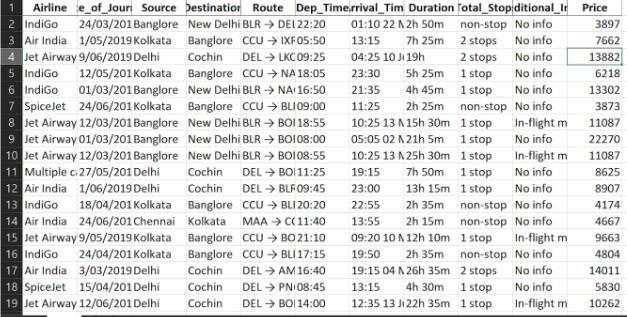 1 Airline te_of_Journ Source Destination Route Dep_Time rrival_Tim Duration Total_Stop ditional_In Price
2 IndiGo 24/03/201 Banglore New Delhi BLR → DEL 22:20 01:10 22 M 2h 50m non-stop No info 3897
3 Air India 1/05/2019 Kolkata Banglore CCU → IXF 05:50 13:15 7h 25m 2 stops No info 7662
4 Jet Airway 9/06/2019 Delhi Cochin DEL → LKC 09:25 04:25 10 Ju 19h 2 stops No info 13882
5 IndiGo 12/05/201 Kolkata Banglore CCU → NA 18:05 23:30 5h 25m 1 stop No info 6218
6 IndiGo 01/03/201 Banglore New Delhi BLR → NA 16:50 21:35 4h 45m 1 stop No info 13302
7 SpiceJet 24/06/201 Kolkata Banglore CCU → BLI 09:00 11:25 2h 25m non-stop No info 3873
8 Jet Airway 12/03/201 Banglore New Delhi BLR → BOI 18:55 10:25 13 M 15h 30m 1 stop In-flight m 11087
9 Jet Airway 01/03/201 Banglore New Delhi BLR → BOI 08:00 05:05 02 M 21h 5m 1 stop No info 22270
10 Jet Airway 12/03/201 Banglore New Delhi BLR → BOI 08:55 10:25 13 M 25h 30m 1 stop In-flight m 11087
11 Multiple ca 27/05/201 Delhi Cochin DEL → BOI 11:25 19:15 7h 50m 1 stop No info 8625
12 Air India 1/06/2019 Delhi Cochin DEL → BLR 09:45 23:00 13h 15m 1 stop No info 8907
13 IndiGo 18/04/201 Kolkata Banglore CCU → BLI 20:20 22:55 2h 35m non-stop No info 4174
14 Air India 24/06/201 Chennai Kolkata MAA → CC 11:40 13:55 2h 15m non-stop No info 4667
15 Jet Airway 9/05/2019 Kolkata Banglore CCU → BO 21:10 09:20 10 M 12h 10m 1 stop In-flight m 9663
16 IndiGo 24/04/201 Kolkata Banglore CCU → BLI 17:15 19:50 2h 35m non-stop No info 4804
17 Air India 3/03/2019 Delhi Cochin DEL → AM 16:40 19:15 04 M 26h 35m 2 stops No info 14011
18 SpiceJet 15/04/201 Delhi Cochin DEL → PN 08:45 13:15 4h 30m 1 stop No info 5830
19 Jet Airway 12/06/201 Delhi Cochin DEL → BOI 14:00 12:35 13 Ju 22h 35m 1 stop In-flight m 10262